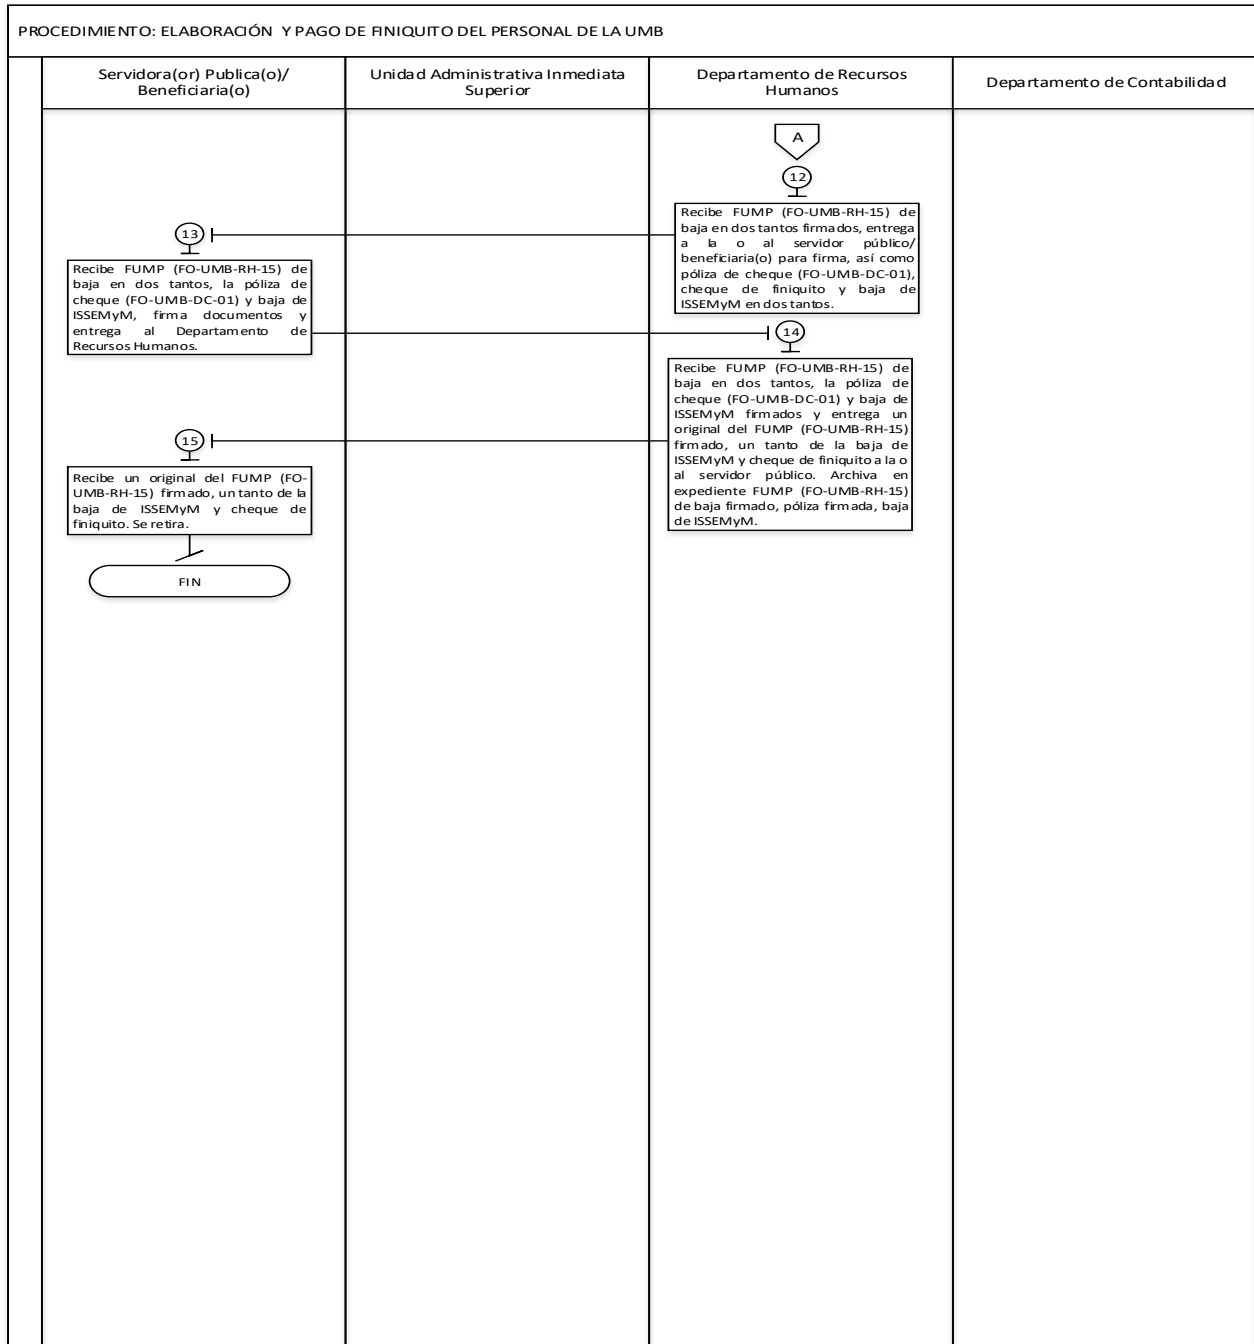 PROCEDIMIENTO: ELABORACIÓN Y PAGO DE FINIQUITO DEL PERSONAL DE LA UMB
Servidora(or) Publica(o)/
Beneficiaria(o)
Unidad Administrativa Inmediata
Superior
Departamento de Recursos
Humanos
Departamento de Contabilidad
A
12
Recibe FUMP (FO-UMB-RH-15) de
baja en dos tantos firmados, entrega
a la o al servidor público/
beneficiaria(o) para firma, así como
póliza de cheque (FO-UMB-DC-01),
cheque de finiquito y baja de
ISSEMyM en dos tantos.
13
Recibe FUMP (FO-UMB-RH-15) de
baja en dos tantos, la póliza de
cheque (FO-UMB-DC-01) y baja de
ISSEMyM, firma documentos y
entrega al Departamento de
Recursos Humanos.
14
Recibe FUMP (FO-UMB-RH-15) de
baja en dos tantos, la póliza de
cheque (FO-UMB-DC-01) y baja de
ISSEMyM firmados y entrega un
original del FUMP (FO-UMB-RH-15)
firmado, un tanto de la baja de
ISSEMyM y cheque de finiquito a la o
al servidor público. Archiva en
expediente FUMP (FO-UMB-RH-15)
de baja firmado, póliza firmada, baja
de ISSEMyM.
15
Recibe un original del FUMP (FO-
UMB-RH-15) firmado, un tanto de la
baja de ISSEMyM y cheque de
finiquito. Se retira.
FIN